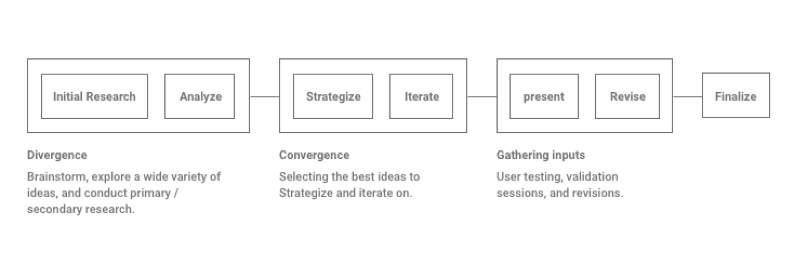 Initial Research
Analyze
Strategize
Iterate
present
Revise
Finalize
Divergence
Brainstorm, explore a wide variety of
ideas, and conduct primary /
secondary research.
Convergence
Selecting the best ideas to
Strategize and iterate on.
Gathering inputs
User testing, validation
sessions, and revisions.